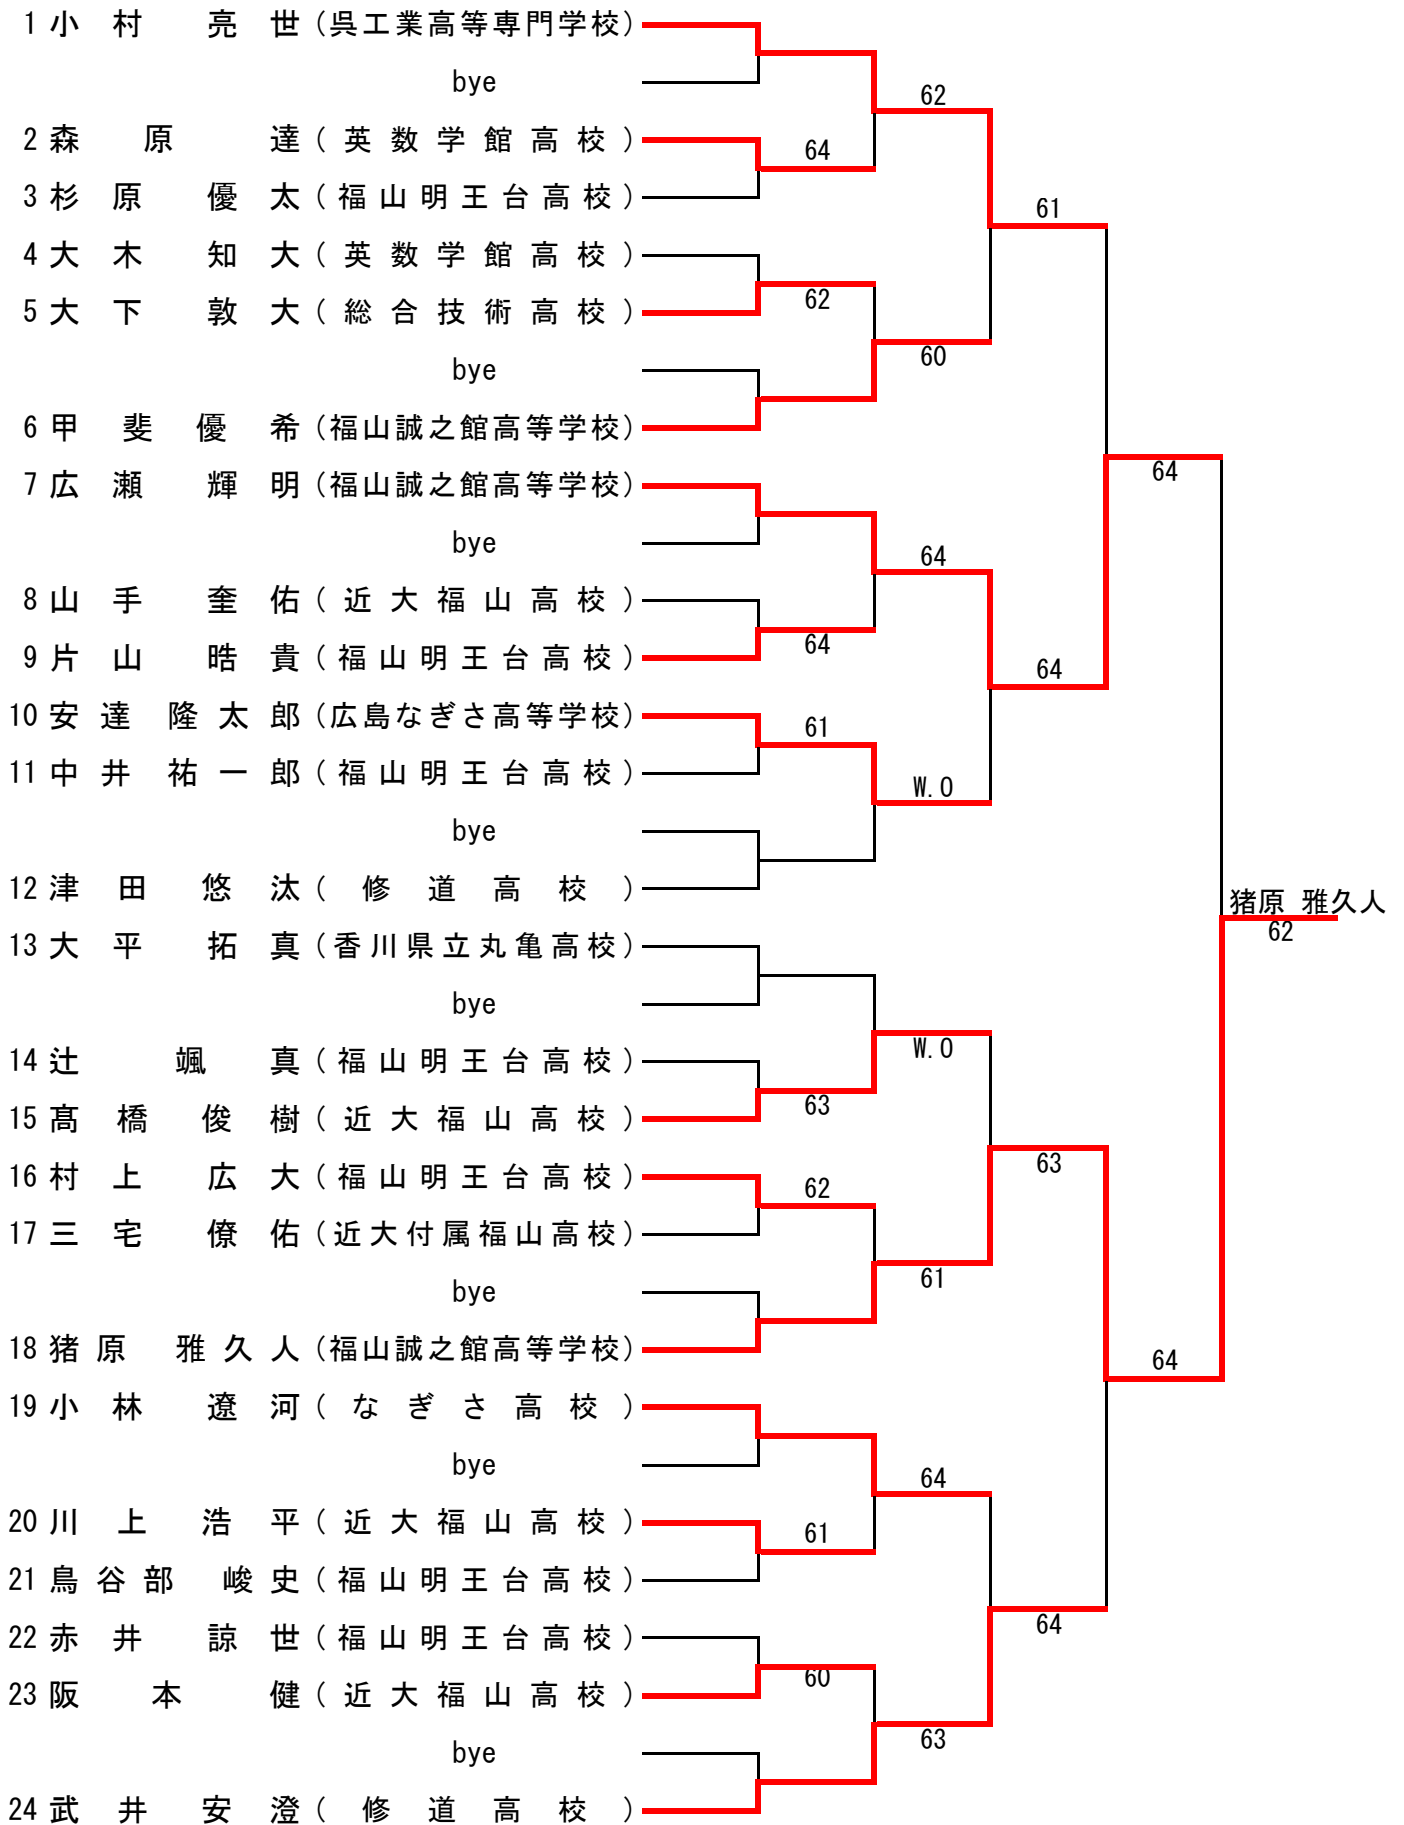 1 小村 亮世 (呉工業高等専門学校)
bye
62
2 森原 達 (英数学館高校)
64
3 杉原 優太 (福山明王台高校)
61
4 大木 知大 (英数学館高校)
62
5 大下 敦大 (総合技術高校)
60
bye
6 甲斐 優希 (福山誠之館高等学校)
64
7 広瀬 輝明 (福山誠之館高等学校)
bye
64
8 山手 奎佑 (近大福山高校)
64
9 片山 晧貴 (福山明王台高校)
64
10 安達 隆太郎 (広島なぎさ高等学校)
61
11 中井 祐一郎 (福山明王台高校)
W.O
bye
12 津田 悠汰 (修道高校)
猪原 雅久人
62
13 大平 拓真 (香川県立丸亀高校)
bye
W.O
14 辻 颯真 (福山明王台高校)
63
15 髙橋 俊樹 (近大福山高校)
63
16 村上 広大 (福山明王台高校)
62
17 三宅 僚佑 (近大付属福山高校)
61
bye
18 猪原 雅久人 (福山誠之館高等学校)
64
19 小林 遼河 (なぎさ高校)
bye
64
20 川上 浩平 (近大福山高校)
61
21 鳥谷部 峻史 (福山明王台高校)
64
22 赤井 諒世 (福山明王台高校)
60
23 阪本 健 (近大福山高校)
63
bye
24 武井 安澄 (修道高校)